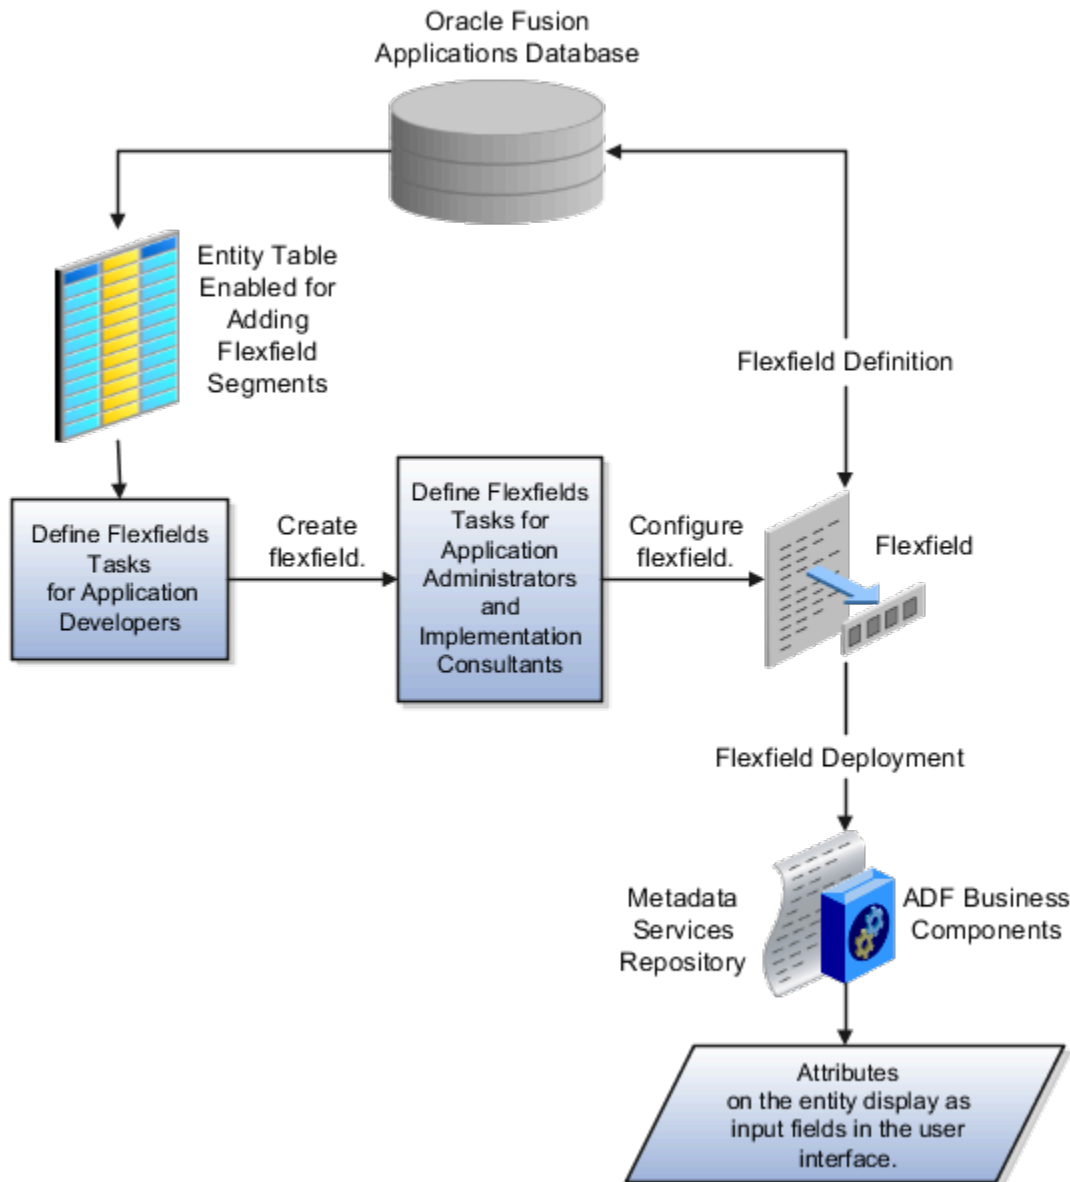 Oracle Fusion
Applications Database
Entity Table
Enabled for
Adding
Flexfield
Segments
Flexfield Definition
Define Flexfields
Tasks
for Application
Developers
Create
flexfield.
Define Flexfields
Tasks for
Application
Administrators
and
Implementation
Consultants
Configure
flexfield.
Flexfield
Flexfield Deployment
Metadata
Services
Repository
ADF Business
Components
Attributes
on the entity display as
input fields in the user
interface.